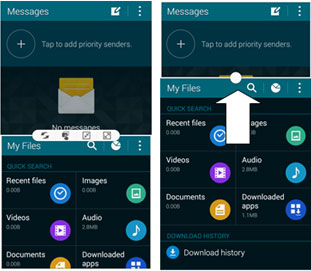 Messages
Tap to add priority senders.
No messages
My Files
QUICK SEARCH
Recent files
0.00B
Images
0.00B
Videos
0.00B
Audio
2.8MB
Documents
Downloaded
apps
Messages
Tap to add priority senders.
My Files
QUICK SEARCH
Recent files
0.00B
ages
0.00B
Videos
0.00B
Audio
2.8MB
Documents
0.00B
Downloaded
apps
1.1MB
DOWNLOAD HISTORY
Download history